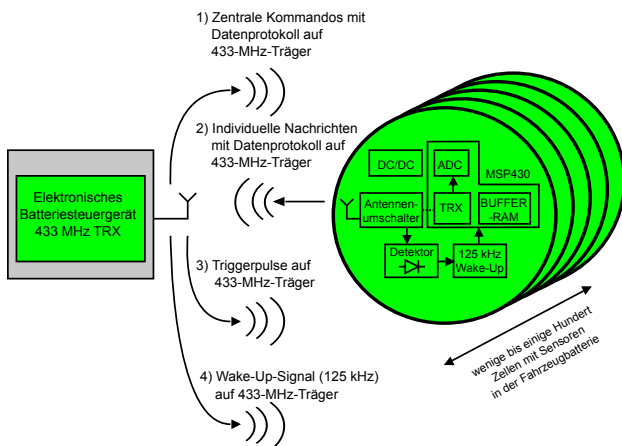 1) Zentrale Kommandos mit
Datenprotokoll auf
433-MHz-Träger
2) Individuelle Nachrichten
mit Datenprotokoll auf
433-MHz-Träger
Elektronisches
Batteriesteuergerät
433 MHz TRX
3) Triggerpulse auf
433-MHz-Träger
4) Wake-Up-Signal (125 kHz)
auf 433-MHz-Träger
DC/DC
ADC
MSP430
Antennen-
umschalter
TRX
BUFFER
-RAM
Detektor
125 kHz
Wake-Up
wenige bis einige Hundert
Zellen mit Sensoren
in der Fahrzeugbatterie